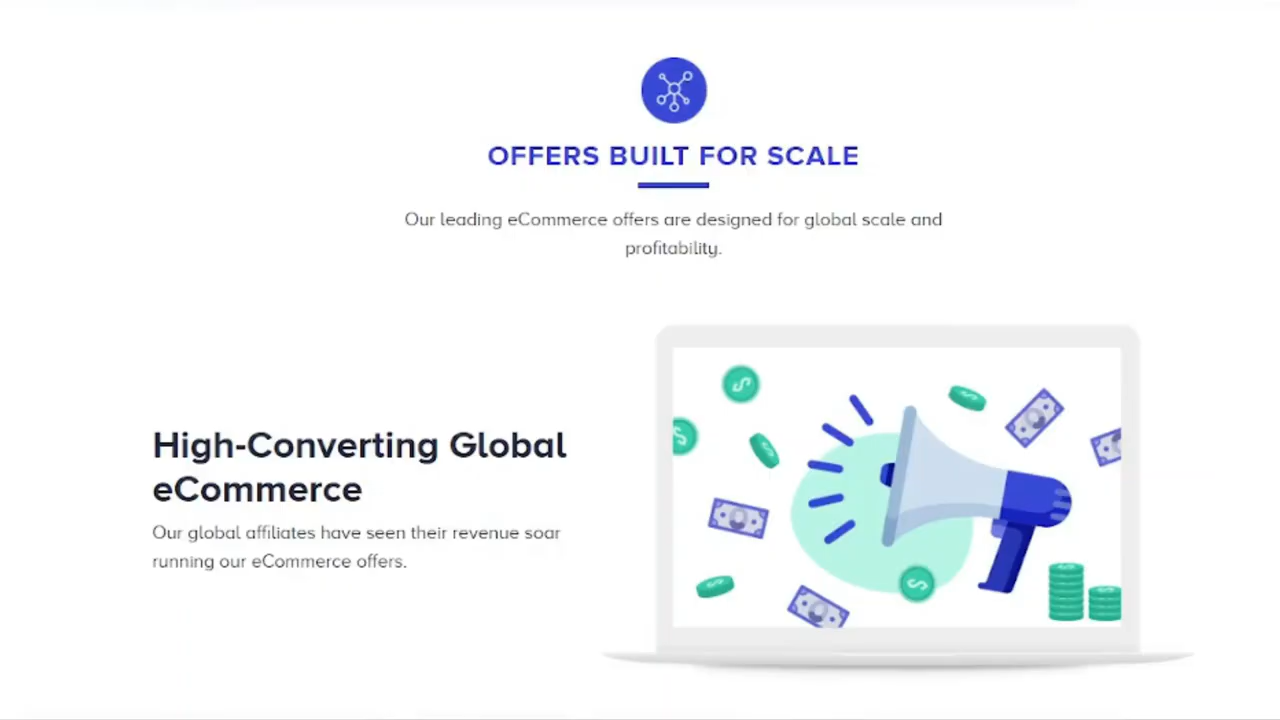 OFFERS BUILT FOR SCALE
Our leading eCommerce offers are designed for global scale and
profitability.
High-Converting Global
eCommerce
Our global affiliates have seen their revenue soar
running our eCommerce offers.